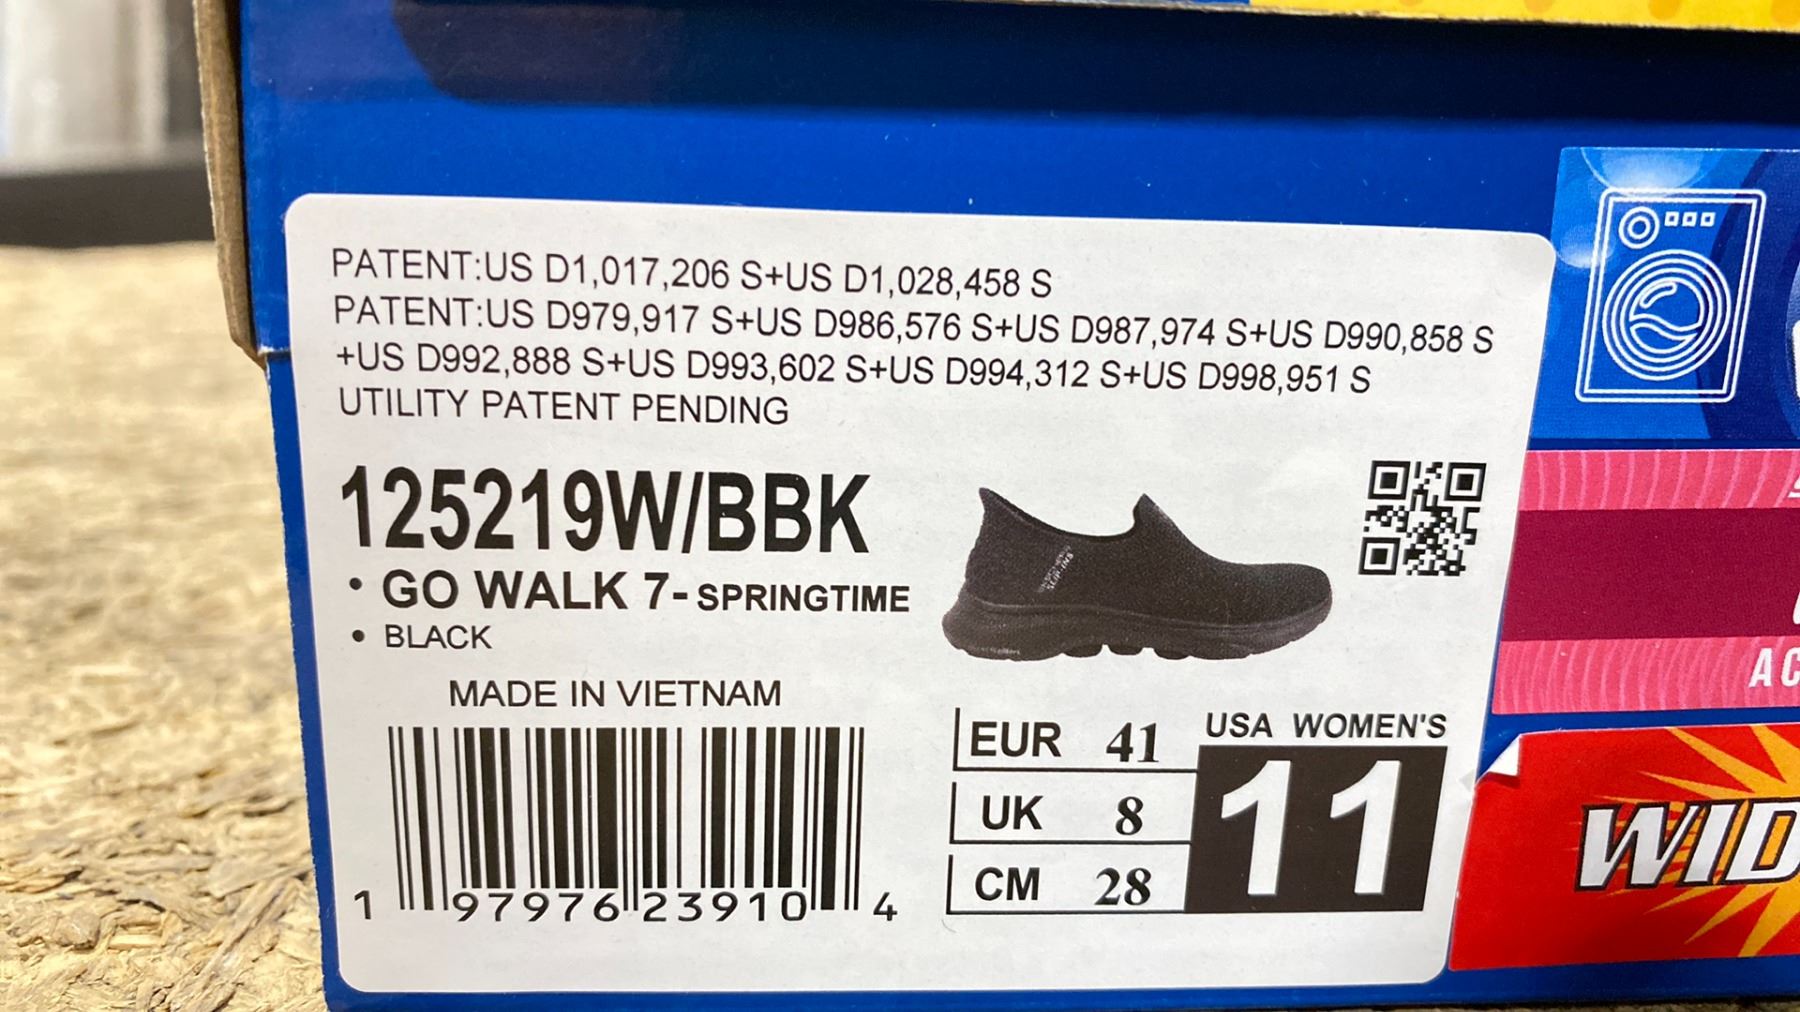 PATENT:US D1,017,206 S+US D1,028,458 S
PATENT:US D979,917 S+US D986,576 S+US D987,974 S+US D990,858 S
+US D992,888 S+US D993,602 S+US D994,312 S+US D998,951 S
UTILITY PATENT PENDING
125219W/BBK
• GO WALK 7- SPRINGTIME
• BLACK
MADE IN VIETNAM
1 97976 23910 4
EUR 41
UK 8
CM 28
USA WOMEN'S
11
AC
WID